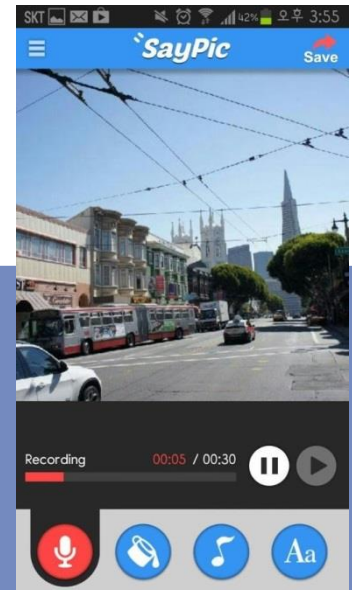 SKT 42% 오후 3:55
SayPic
Save
Recording 00:05 / 00:30
Aa